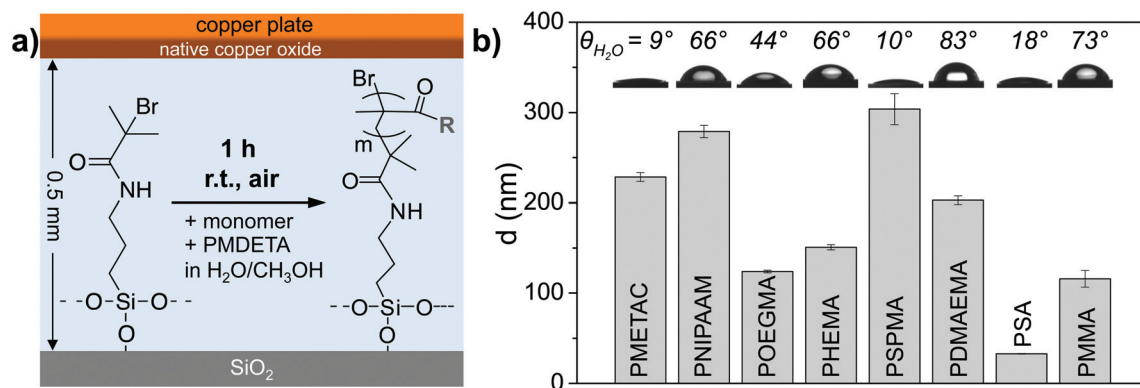 a)
copper plate
native copper oxide
0.5 mm
Br
O
NH
O Si O
O
1 h
r.t., air
+ monomer
+ PMDETA
in H₂O/CH₃OH
Br
O
R
m
O
NH
O Si O
O
SiO₂
b)
θH₂O = 9° 66° 44° 66° 10° 83° 18° 73°
400
300
200
100
0
d (nm)
PMETAC
PNIPAAM
POEGMA
PHEMA
PSPMA
PDMAEMA
PSA
PMMA